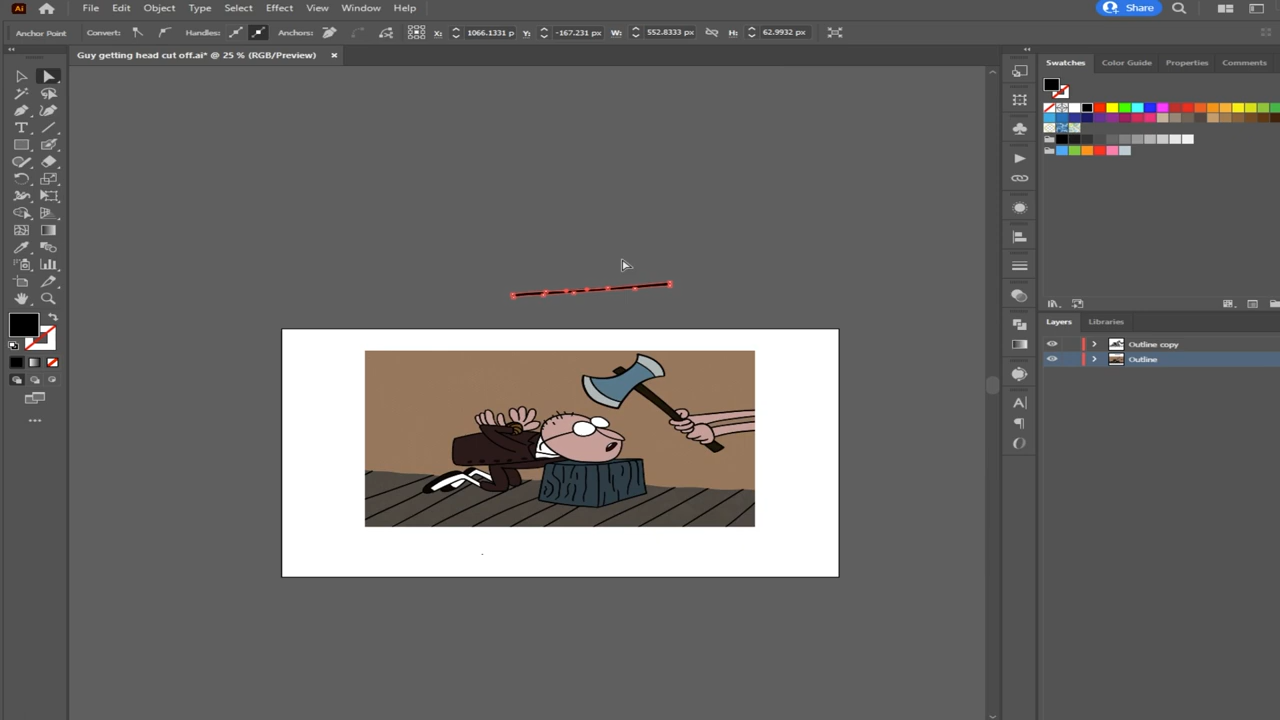 Ai File Edit Object Type Select Effect View Window Help Share
Anchor Point Convert: Handles: Anchors: X: 1066.1331 p Y: -167.231 px W: 552.8333 px H: 62.9932 px
Guy getting head cut off.ai* @ 25 % (RGB/Preview) ×
Swatches Color Guide Properties Comments
Layers Libraries
Outline copy
Outline